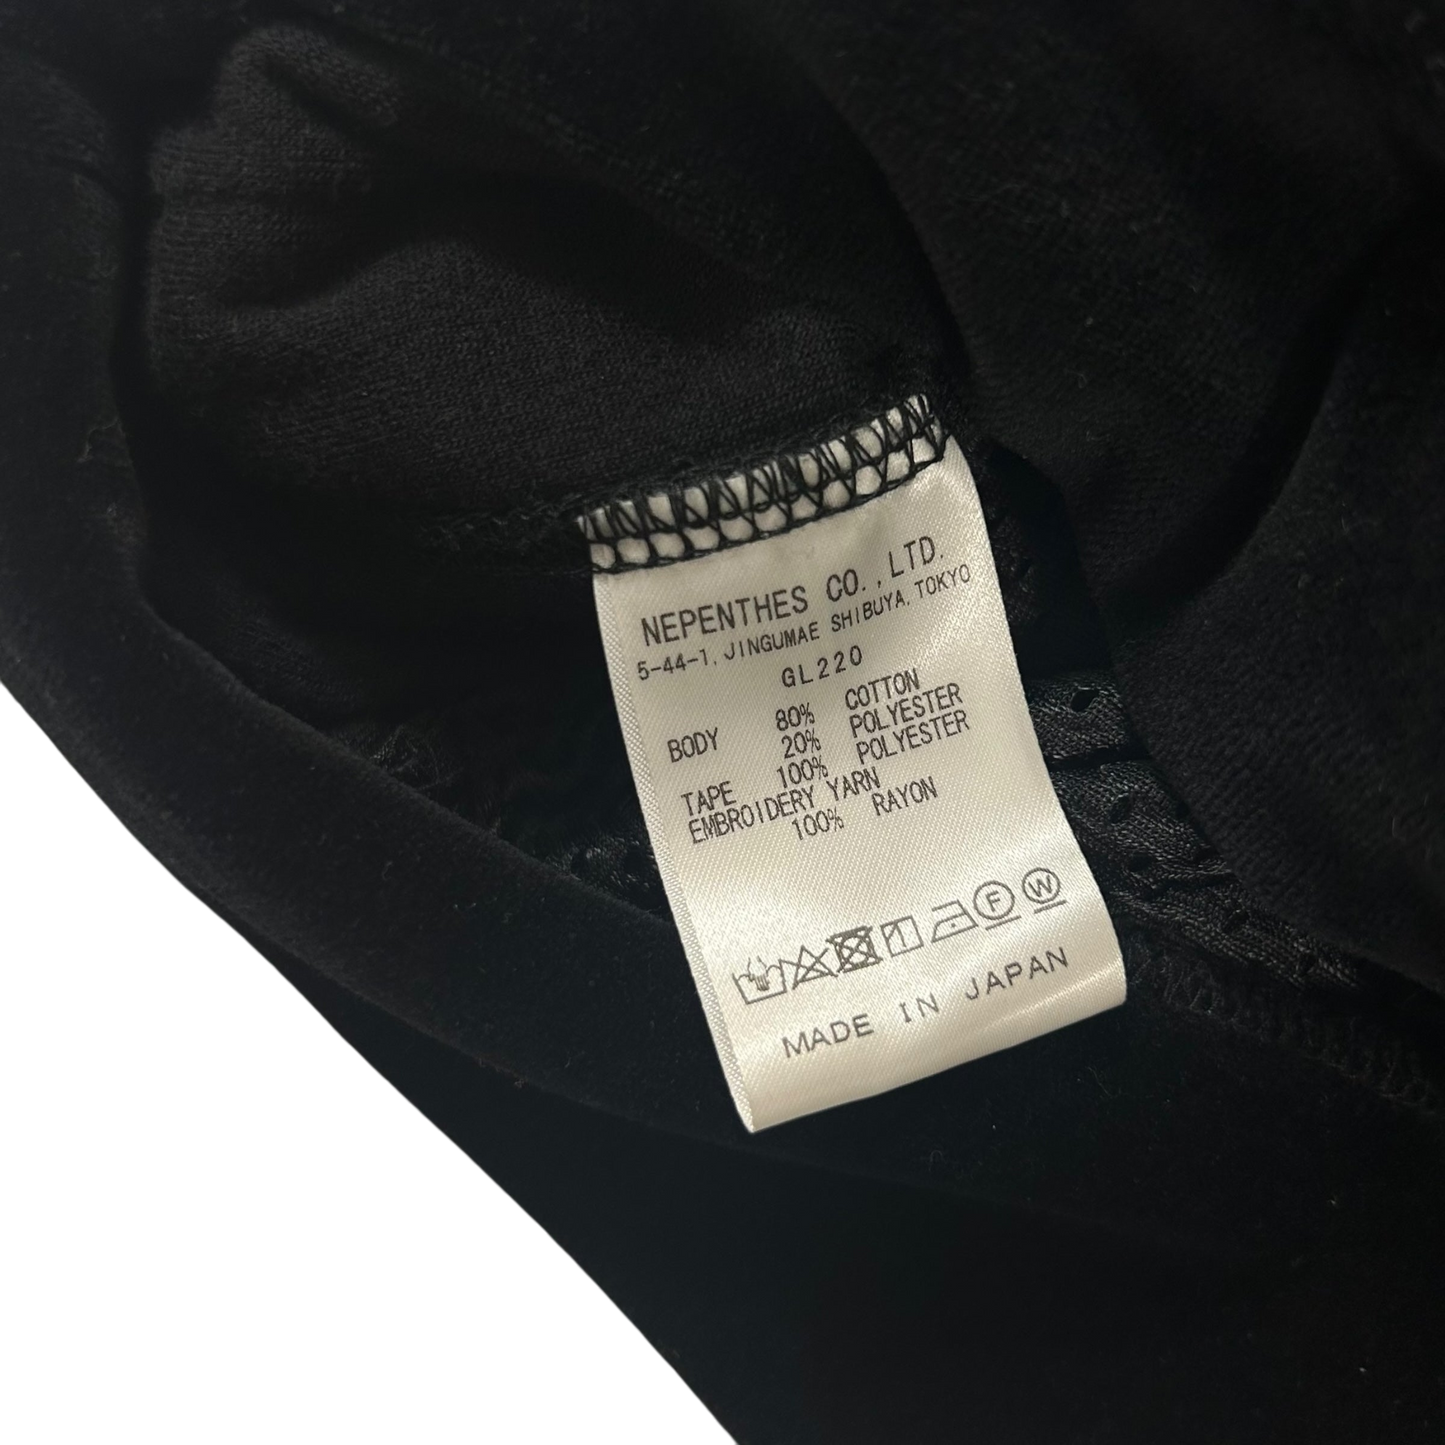 NEPENTHES CO.,LTD.
5-44-1, JINGUMAE SHIBUYA, TOKYO
GL220
BODY 80% COTTON
20% POLYESTER
TAPE 100% POLYESTER
EMBROIDERY YARN
100% RAYON
F W
MADE IN JAPAN